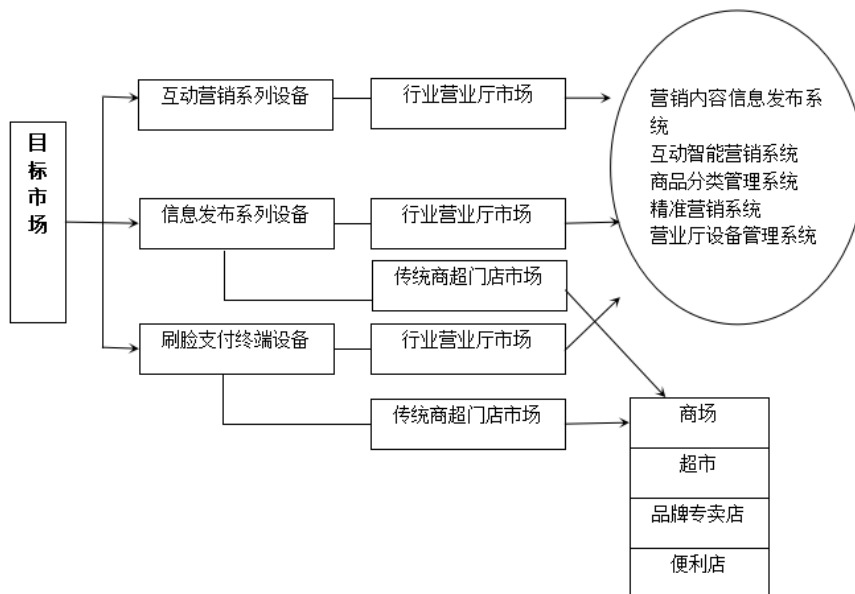 目标市场
互动营销系列设备
行业营业厅市场
信息发布系列设备
行业营业厅市场
传统商超门店市场
刷脸支付终端设备
行业营业厅市场
传统商超门店市场
营销内容信息发布系
统
互动智能营销系统
商品分类管理系统
精准营销系统
营业厅设备管理系统
商场
超市
品牌专卖店
便利店